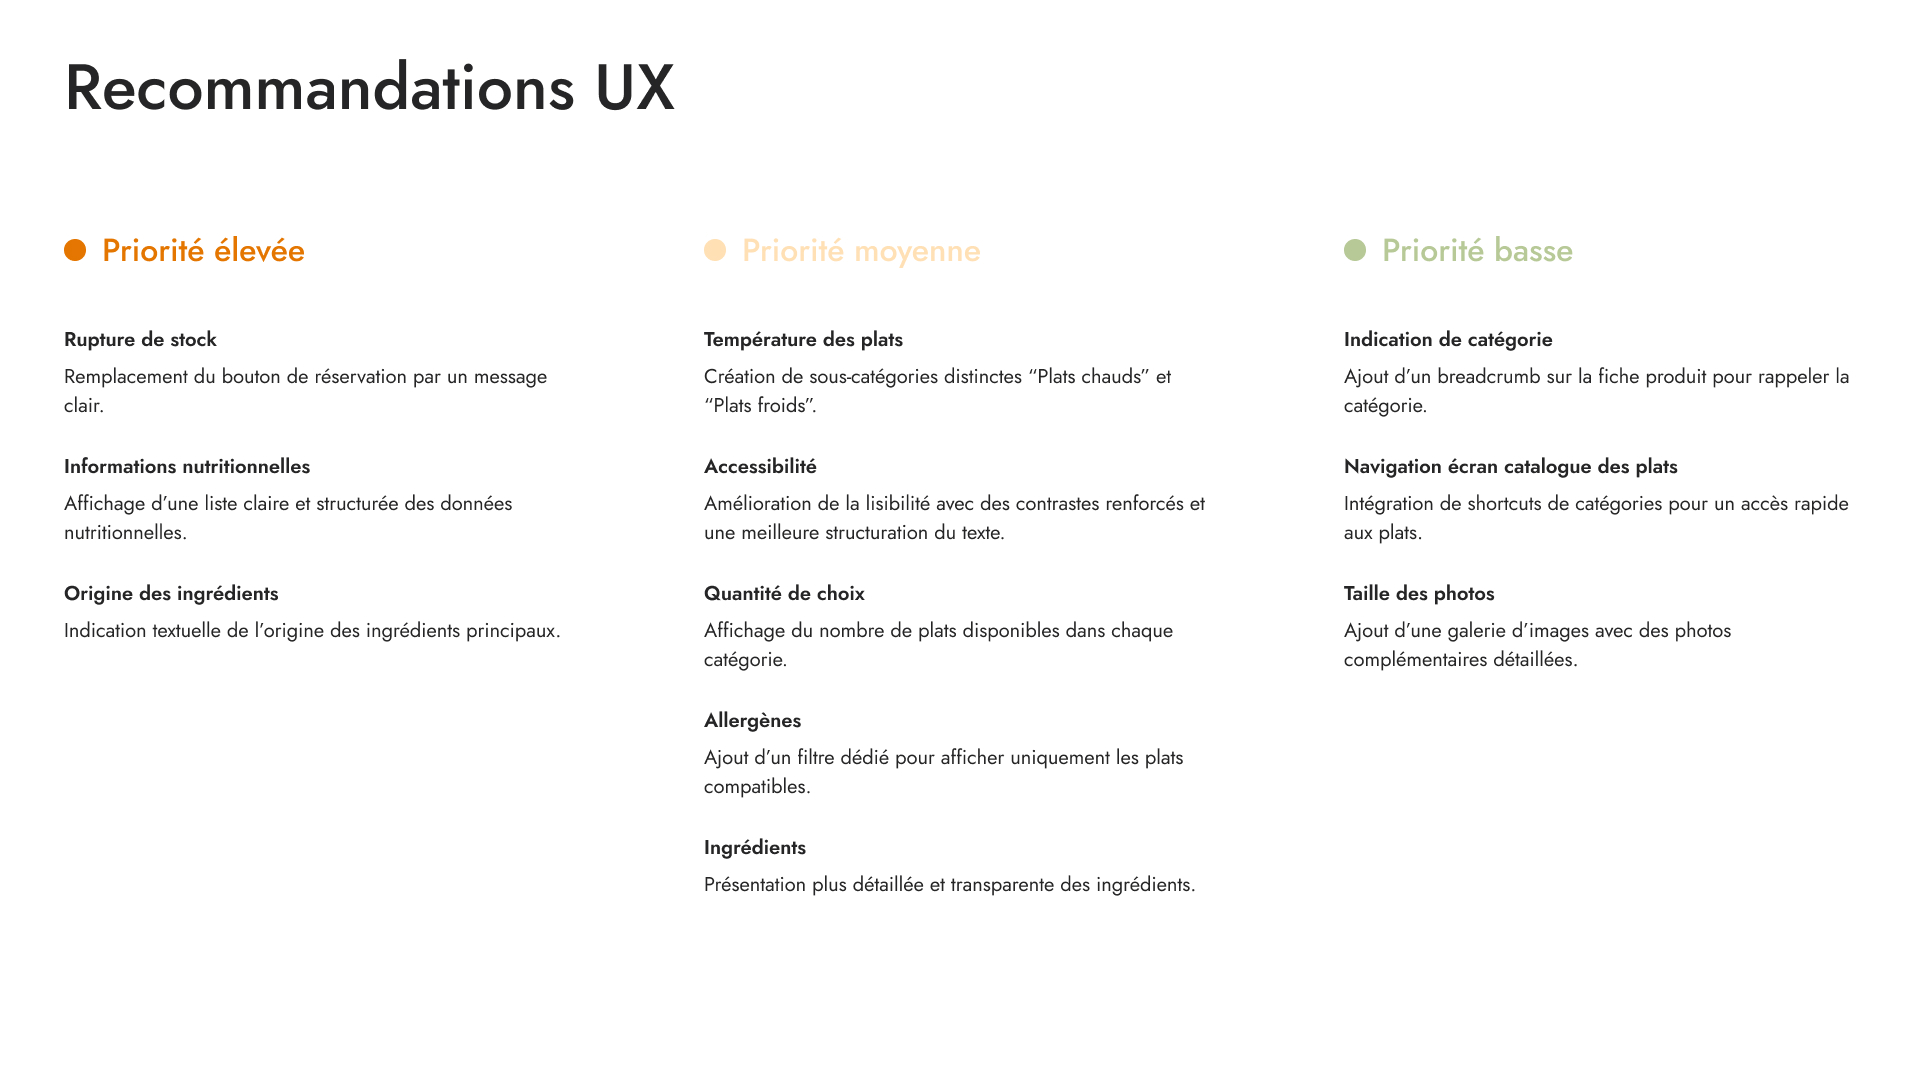 Recommandations UX
Priorité élevée
Rupture de stock
Remplacement du bouton de réservation par un message
clair.
Informations nutritionnelles
Affichage d’une liste claire et structurée des données
nutritionnelles.
Origine des ingrédients
Indication textuelle de l’origine des ingrédients principaux.
Priorité moyenne
Température des plats
Création de sous-catégories distinctes “Plats chauds” et
“Plats froids”.
Accessibilité
Amélioration de la lisibilité avec des contrastes renforcés et
une meilleure structuration du texte.
Quantité de choix
Affichage du nombre de plats disponibles dans chaque
catégorie.
Allergènes
Ajout d’un filtre dédié pour afficher uniquement les plats
compatibles.
Ingrédients
Présentation plus détaillée et transparente des ingrédients.
Priorité basse
Indication de catégorie
Ajout d’un breadcrumb sur la fiche produit pour rappeler la
catégorie.
Navigation écran catalogue des plats
Intégration de shortcuts de catégories pour un accès rapide
aux plats.
Taille des photos
Ajout d’une galerie d’images avec des photos
complémentaires détaillées.